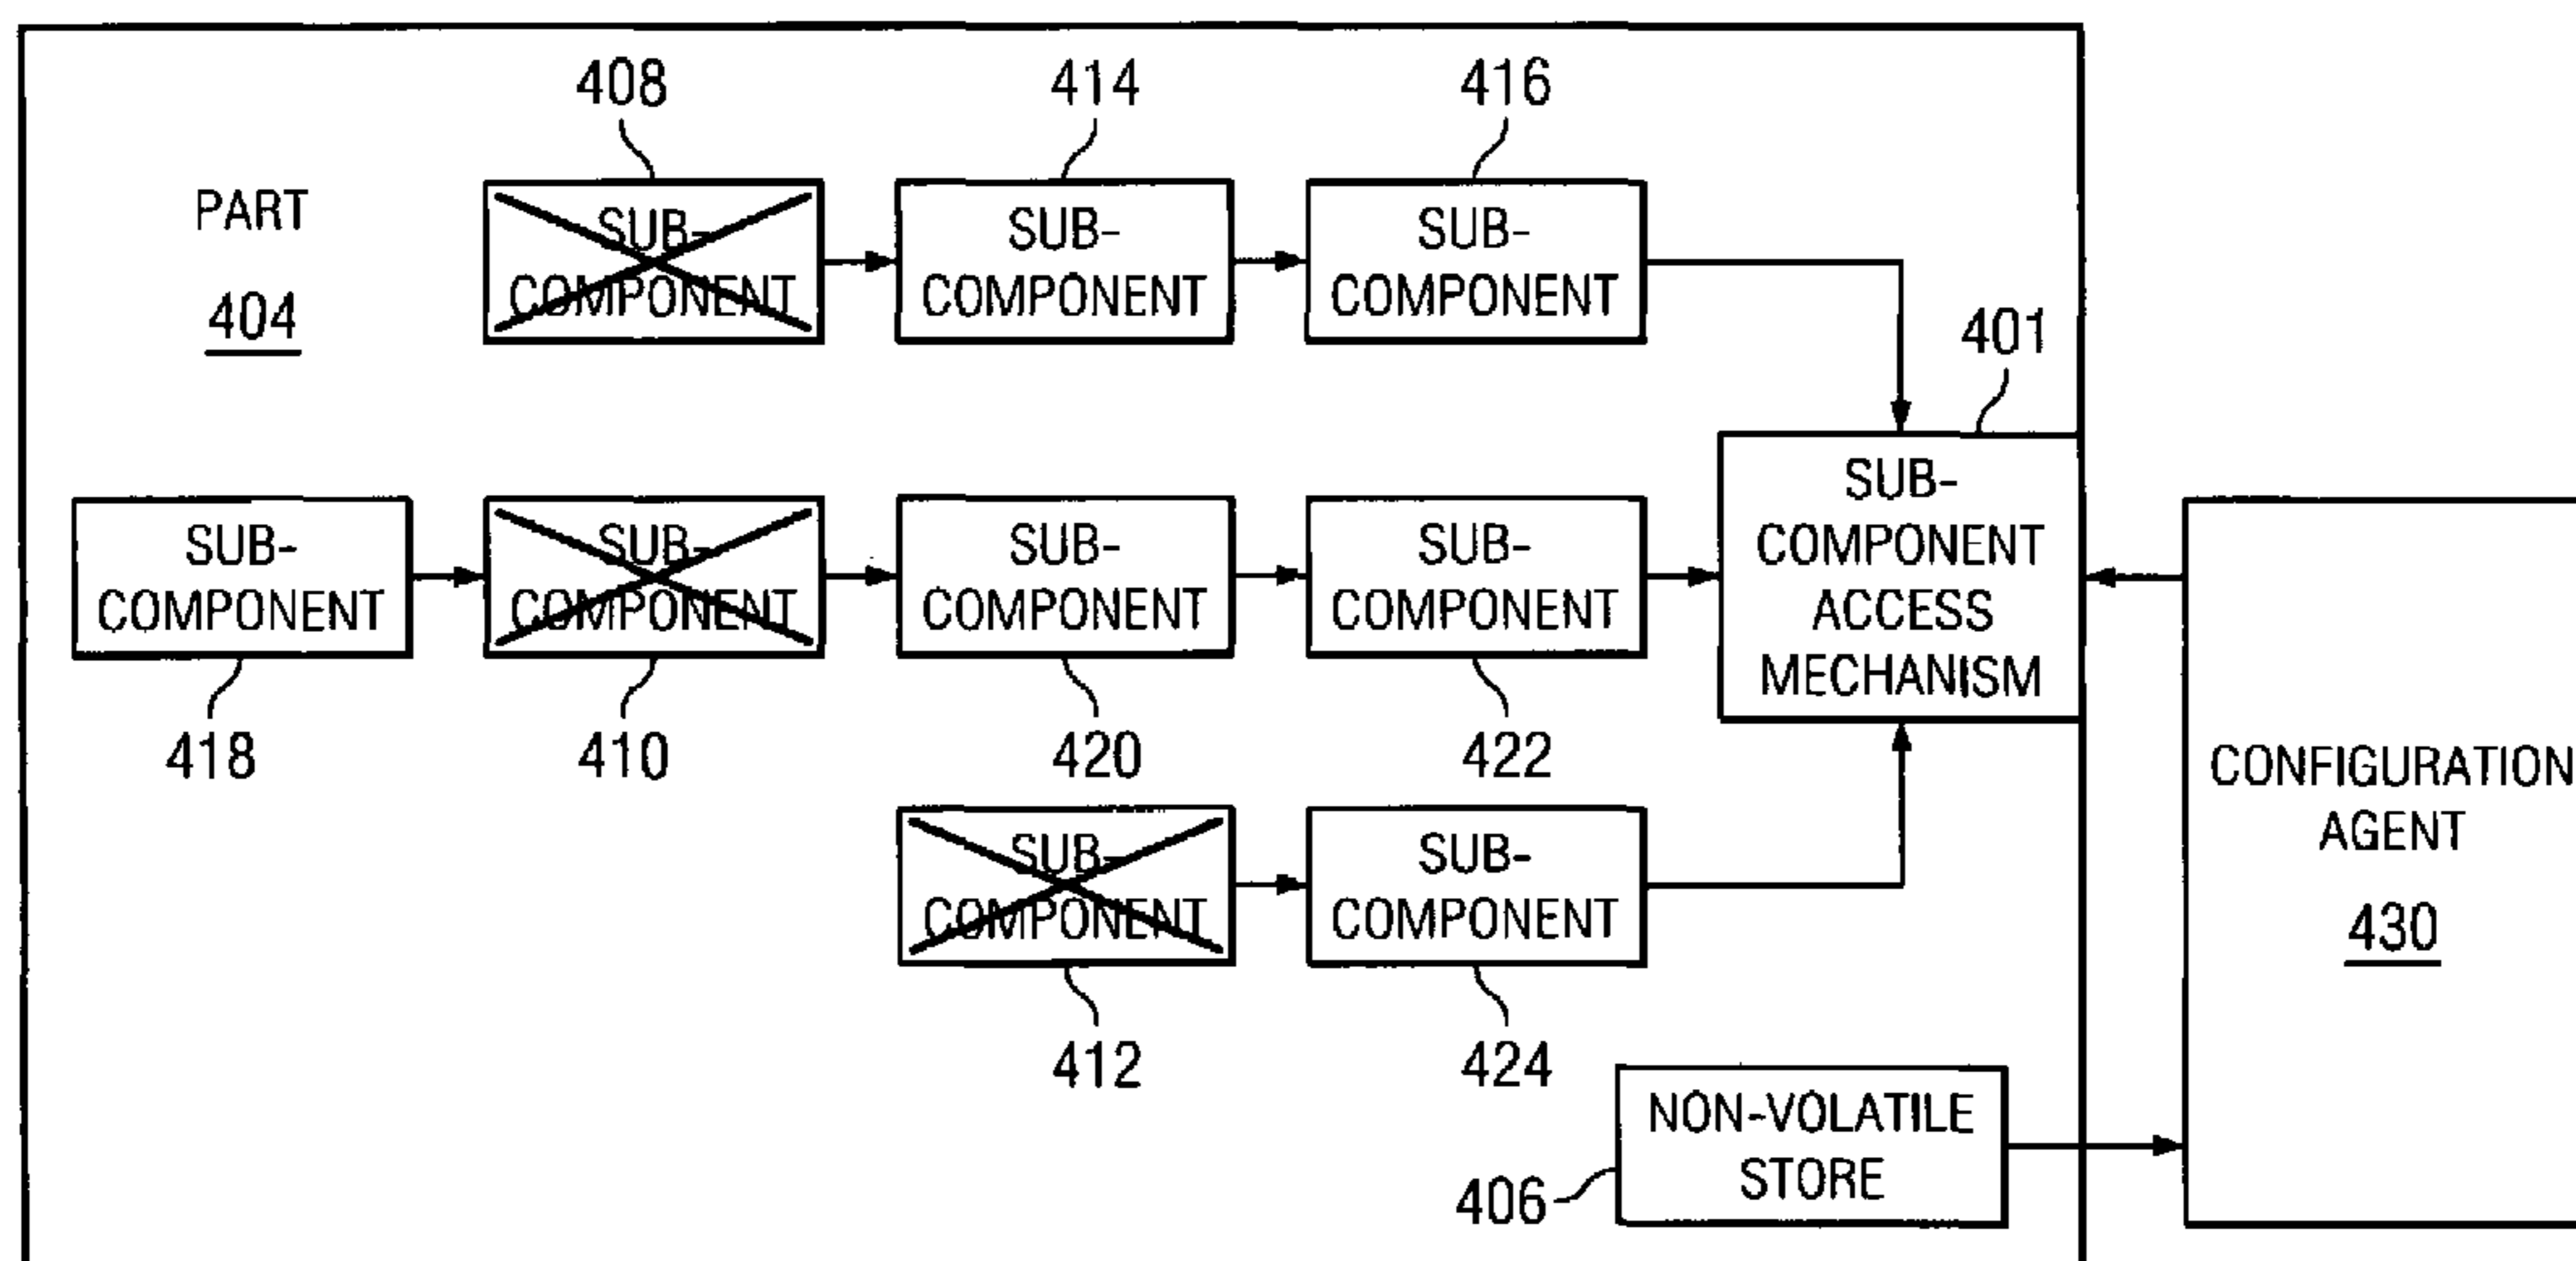 408
414
416
PART
404
SUB-
COMPONENT
SUB-
COMPONENT
SUB-
COMPONENT
401
SUB-
COMPONENT
SUB-
COMPONENT
SUB-
COMPONENT
SUB-
COMPONENT
SUB-
COMPONENT
ACCESS
MECHANISM
418
410
420
422
CONFIGURATION
AGENT
430
SUB-
COMPONENT
SUB-
COMPONENT
412
424
NON-VOLATILE
STORE
406